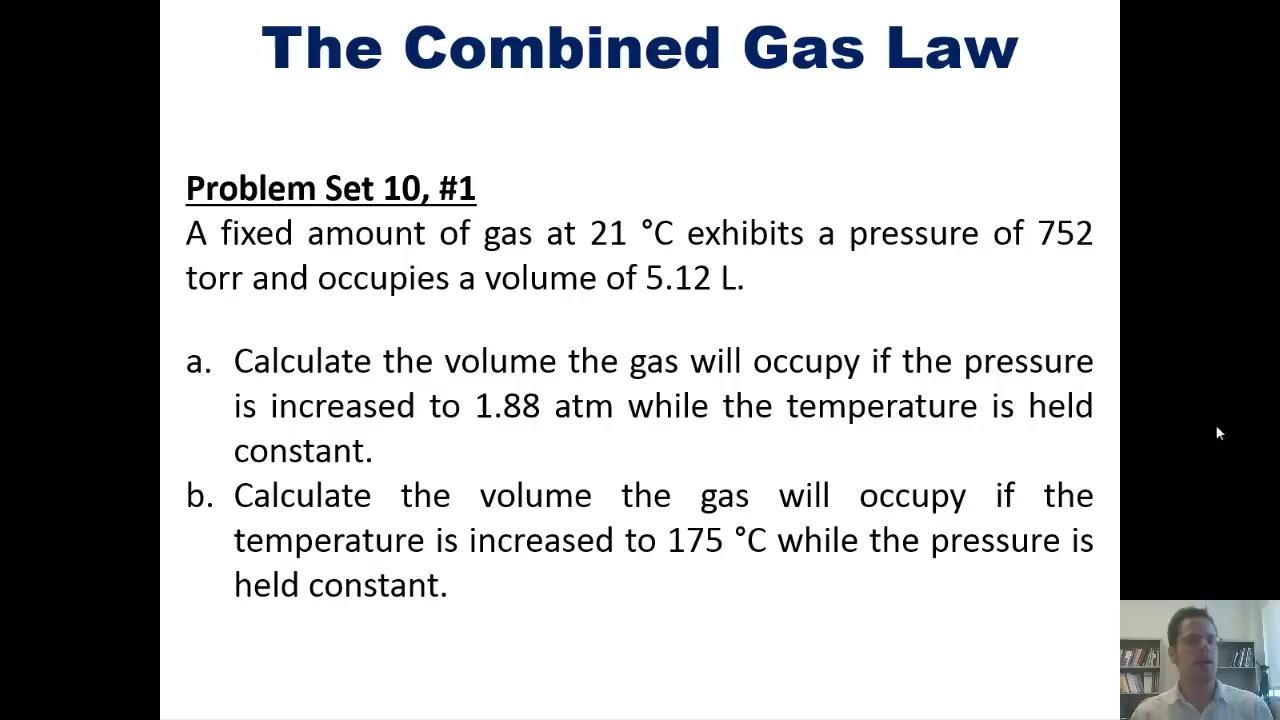 The Combined Gas Law
Problem Set 10, #1
A fixed amount of gas at 21 °C exhibits a pressure of 752
torr and occupies a volume of 5.12 L.
a. Calculate the volume the gas will occupy if the pressure
is increased to 1.88 atm while the temperature is held
constant.
b. Calculate the volume the gas will occupy if the
temperature is increased to 175 °C while the pressure is
held constant.